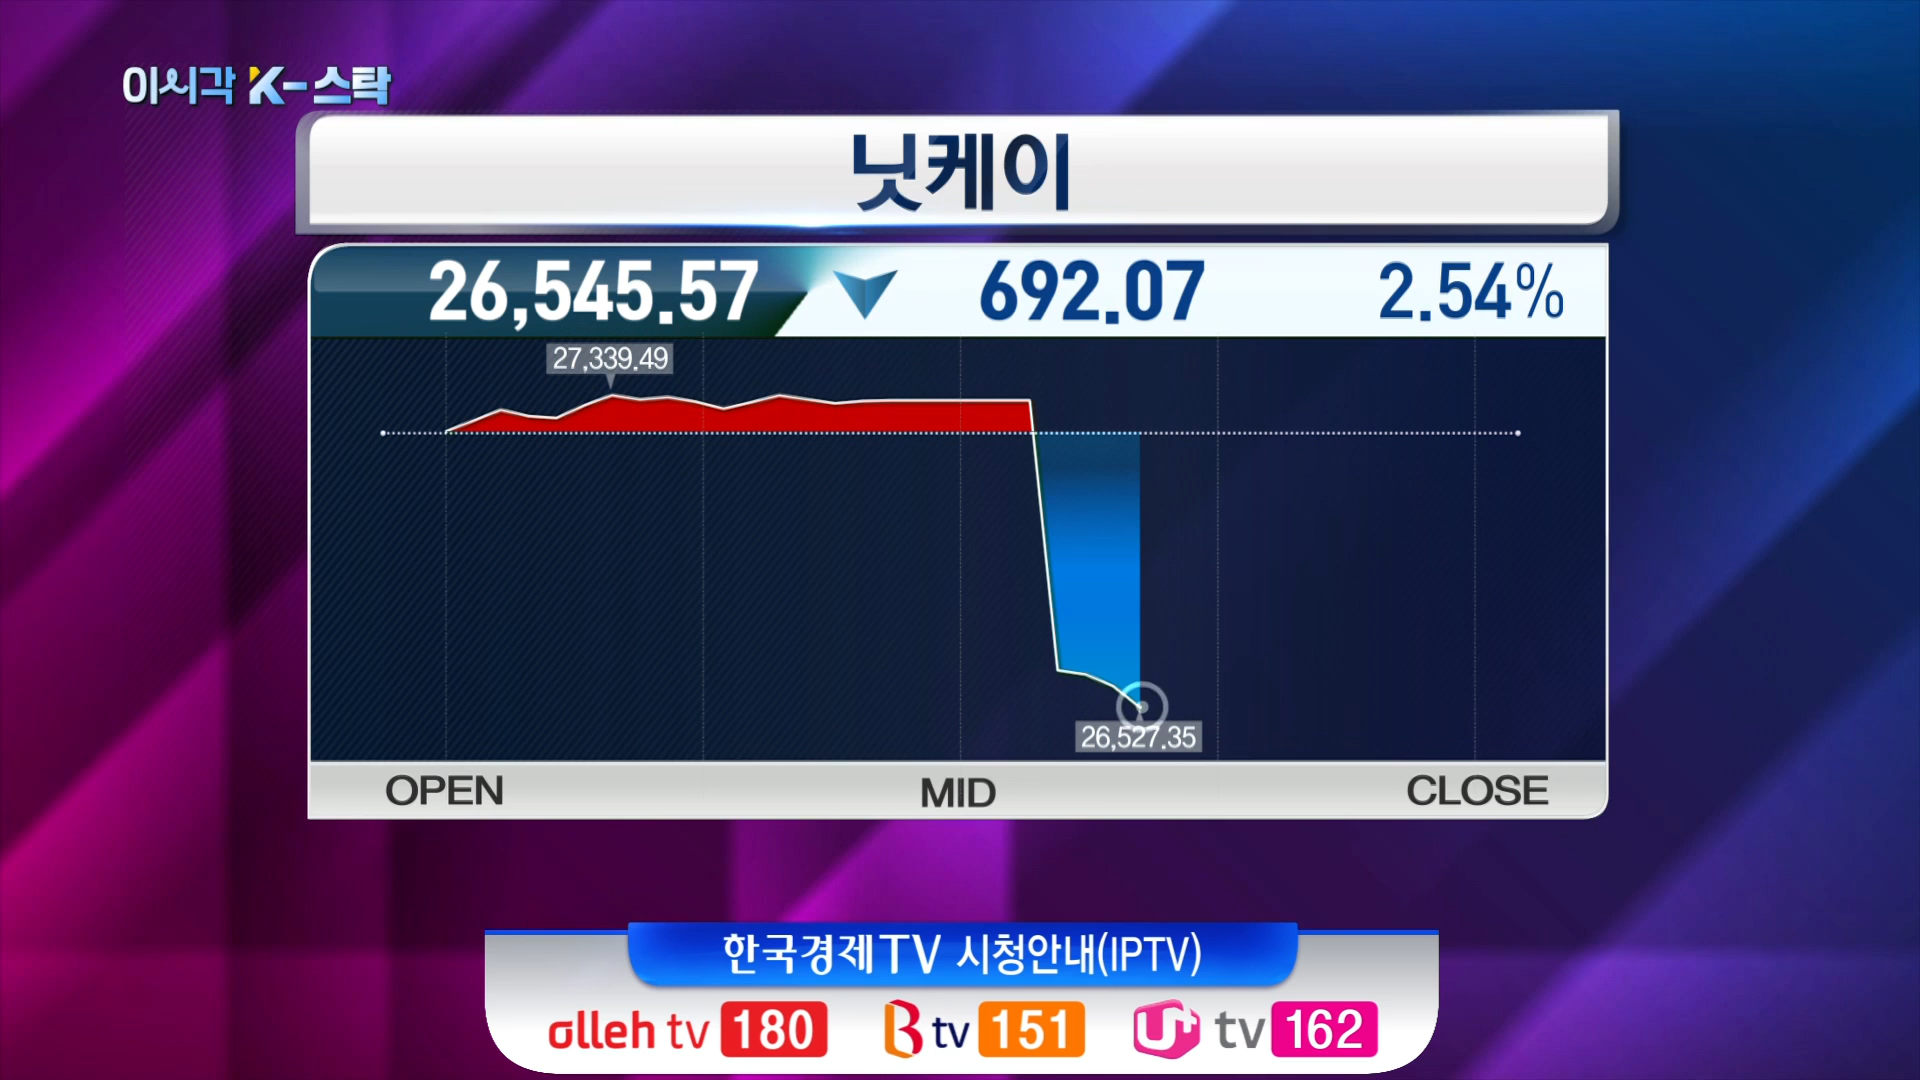 이시각 K-스탁
닛케이
26,545.57 692.07 2.54%
27,339.49
26,527.35
OPEN MID CLOSE
한국경제TV 시청안내(IPTV)
olleh tv 180 B tv 151 U+ tv 162